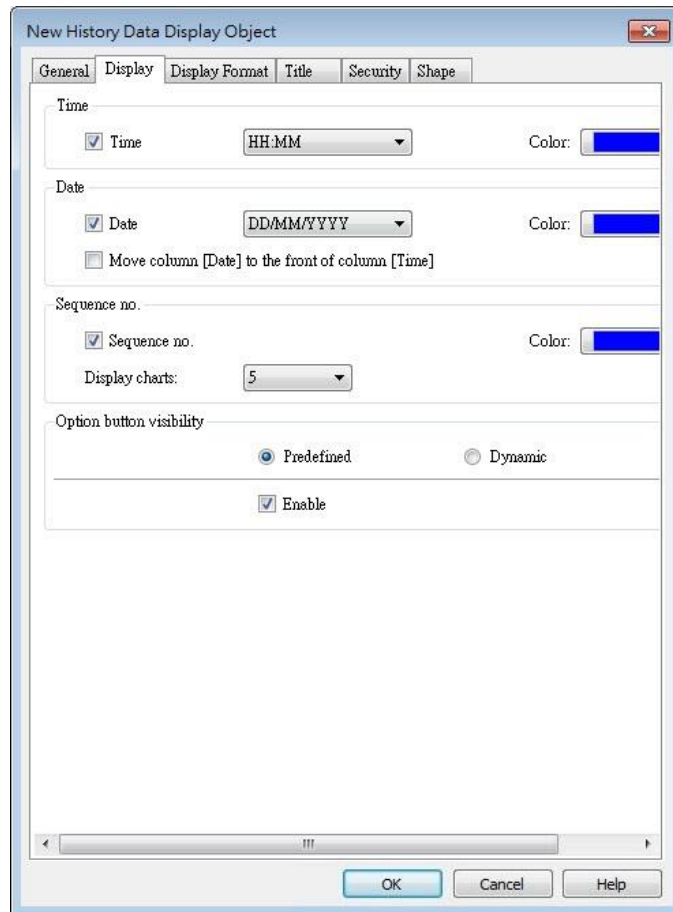 New History Data Display Object
General Display Display Format Title Security Shape
Time
Time HH:MM Color:
Date
Date DD/MM/YYYY Color:
Move column [Date] to the front of column [Time]
Sequence no.
Sequence no. Color:
Display charts: 5
Option button visibility
Predefined Dynamic
Enable
OK Cancel Help